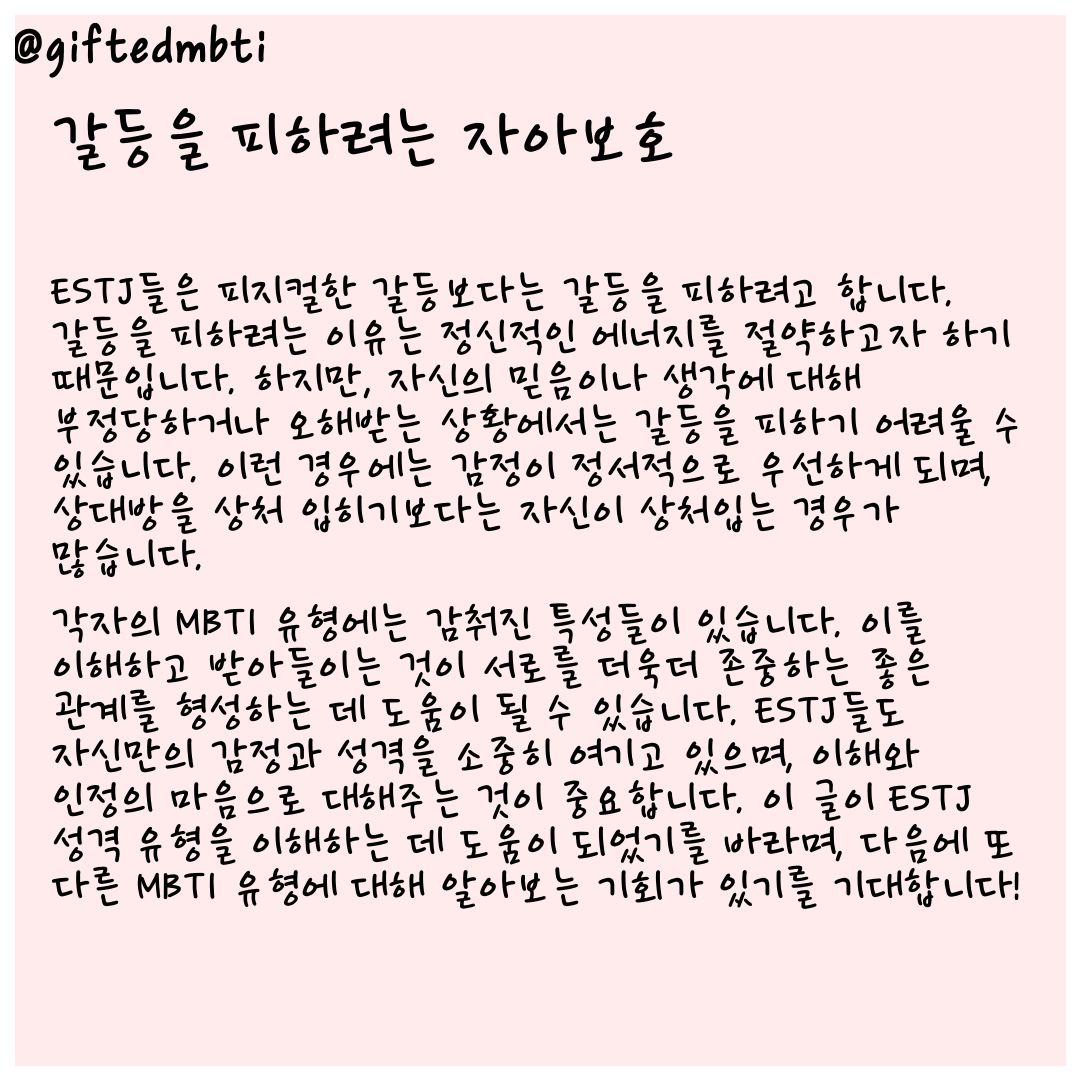 @giftedmbti
갈등을 피하려는 자아보호
ESTJ들은 피지컬한 갈등보다는 갈등을 피하려고 합니다.
갈등을 피하려는 이유는 정신적인 에너지를 절약하고자 하기
때문입니다. 하지만, 자신의 믿음이나 생각에 대해
부정당하거나 오해받는 상황에서는 갈등을 피하기 어려울 수
있습니다. 이런 경우에는 감정이 정서적으로 우선하게 되며,
상대방을 상처 입히기보다는 자신이 상처입는 경우가
많습니다.
각자의 MBTI 유형에는 감춰진 특성들이 있습니다. 이를
이해하고 받아들이는 것이 서로를 더욱더 존중하는 좋은
관계를 형성하는 데 도움이 될 수 있습니다. ESTJ들도
자신만의 감정과 성격을 소중히 여기고 있으며, 이해와
인정의 마음으로 대해주는 것이 중요합니다. 이 글이 ESTJ
성격 유형을 이해하는 데 도움이 되었기를 바라며, 다음에 또
다른 MBTI 유형에 대해 알아보는 기회가 있기를 기대합니다!